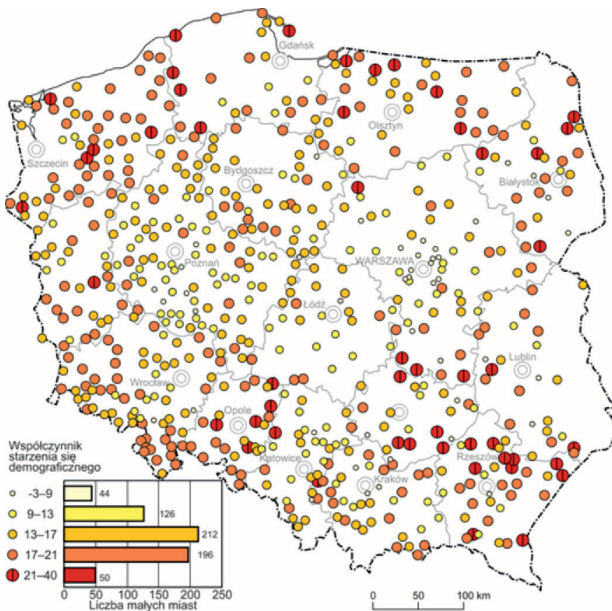 Gdańsk
Olsztyn
Szczecin
Bydgoszcz
Białystok
Poznań
WARSZAWA
Łódź
Wrocław
Lublin
Opole
Katowice
Kraków
Rzeszów
Współczynnik
starzenia się
demograficznego
-3–9 44
9–13 126
13–17 212
17–21 196
21–40 50
0 50 100 150 200 250
Liczba małych miast
0 100 km